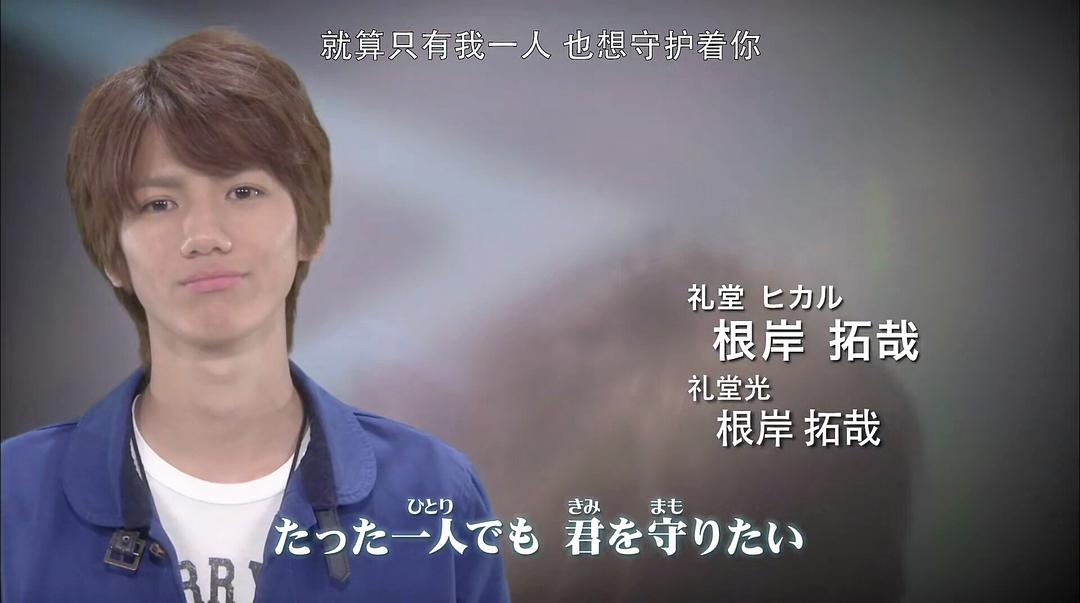 就算只有我一人 也想守护着你
礼堂 ヒカル
根岸 拓哉
礼堂光
根岸 拓哉
ひとり きみ まも
たった一人でも 君を守りたい
RRY